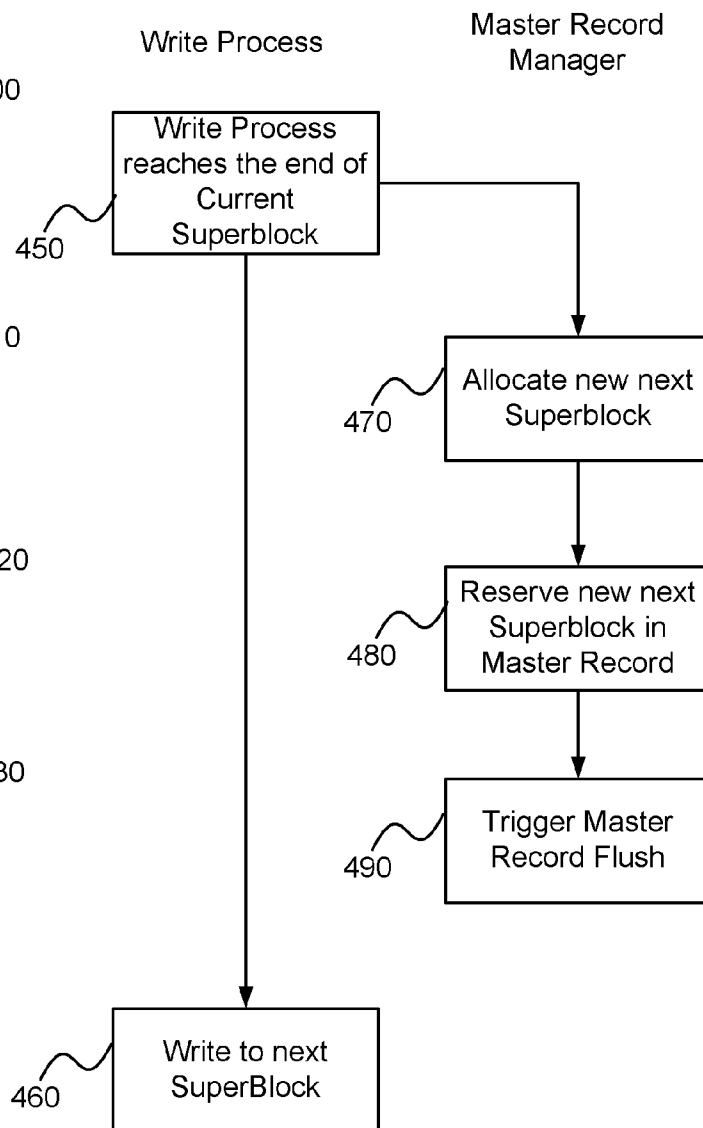 Write Process
Master Record
Manager
00
Write Process
reaches the end of
Current
Superblock
450
0
Allocate new next
Superblock
470
20
Reserve new next
Superblock in
Master Record
480
30
Trigger Master
Record Flush
490
Write to next
SuperBlock
460